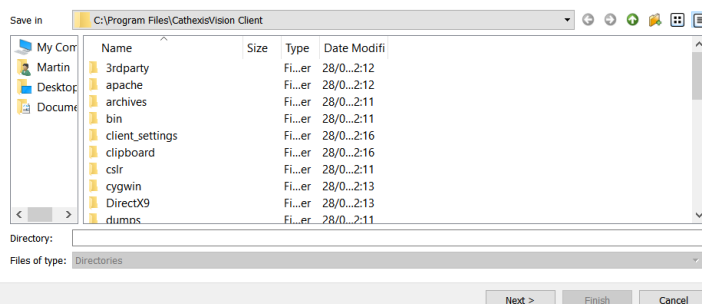 Save in C:\Program Files\CathexisVision Client
My Com
Martin
Desktop
Docume
Name Size Type Date Modifi
3rdparty Fi...er 28/0...2:12
apache Fi...er 28/0...2:12
archives Fi...er 28/0...2:11
bin Fi...er 28/0...2:11
client_settings Fi...er 28/0...2:16
clipboard Fi...er 28/0...2:16
cslr Fi...er 28/0...2:11
cygwin Fi...er 28/0...2:13
DirectX9 Fi...er 28/0...2:13
dumps Fi...er 28/0...2:11
Directory:
Files of type: Directories
Next > Finish Cancel